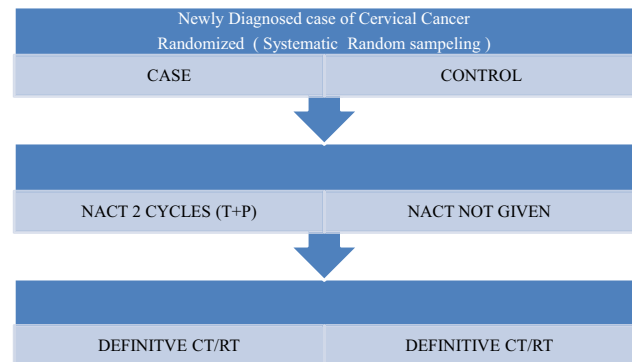 Newly Diagnosed case of Cervical Cancer
Randomized ( Systematic Random sampeling )
CASE
CONTROL
NACT 2 CYCLES (T+P)
NACT NOT GIVEN
DEFINITVE CT/RT
DEFINITIVE CT/RT